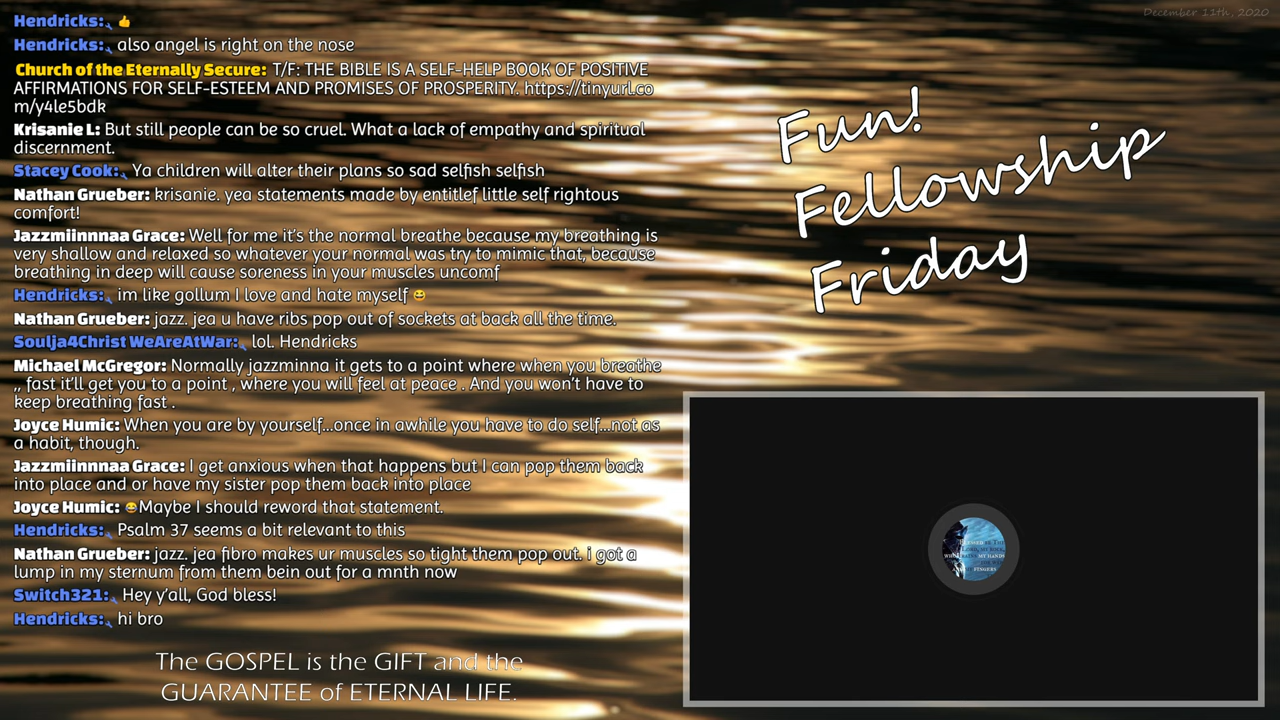 December 11th, 2020
Hendricks: 👍
Hendricks: also angel is right on the nose
Church of the Eternally Secure: T/F: THE BIBLE IS A SELF-HELP BOOK OF POSITIVE
AFFIRMATIONS FOR SELF-ESTEEM AND PROMISES OF PROSPERITY. https://tinyurl.co
m/y4le5bdk
Krisanie L: But still people can be so cruel. What a lack of empathy and spiritual
discernment.
Stacey Cook: Ya children will alter their plans so sad selfish selfish
Nathan Grueber: krisanie. yea statements made by entitlef little self rightous
comfort!
Jazzmiinnnaa Grace: Well for me it's the normal breathe because my breathing is
very shallow and relaxed so whatever your normal was try to mimic that, because
breathing in deep will cause soreness in your muscles uncomf
Hendricks: im like gollum I love and hate myself 😄
Nathan Grueber: jazz. jea u have ribs pop out of sockets at back all the time.
Soulja4Christ WeAreAtWar: lol. Hendricks
Michael McGregor: Normally jazzminna it gets to a point where when you breathe
,, fast it'll get you to a point , where you will feel at peace . And you won't have to
keep breathing fast .
Joyce Humic: When you are by yourself...once in awhile you have to do self...not as
a habit, though.
Jazzmiinnnaa Grace: I get anxious when that happens but I can pop them back
into place and or have my sister pop them back into place
Joyce Humic: 😂Maybe I should reword that statement.
Hendricks: Psalm 37 seems a bit relevant to this
Nathan Grueber: jazz. jea fibro makes ur muscles so tight them pop out. i got a
lump in my sternum from them bein out for a mnth now
Switch321: Hey y'all, God bless!
Hendricks: hi bro
The GOSPEL is the GIFT and the
GUARANTEE of ETERNAL LIFE.
Fun!
Fellowship
Friday
MY HANDS
FINGERS